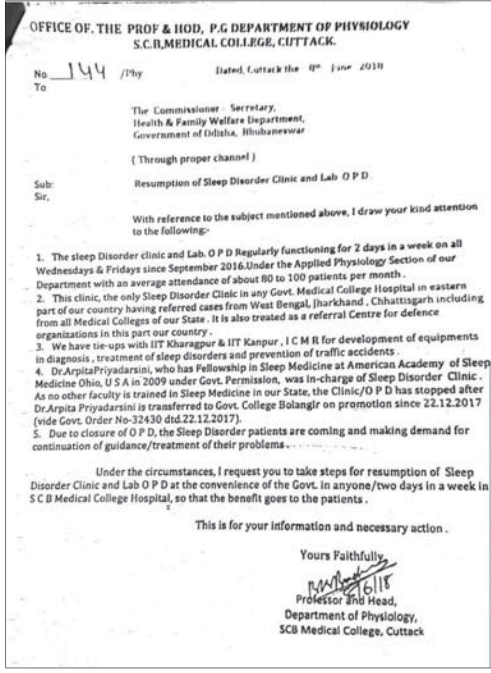 OFFICE OF. THE PROF & HOD, P.G DEPARTMENT OF PHYSIOLOGY
S.C.B,MEDICAL COLLEGE, CUTTACK.
No. 144 /Phy Dated, Cuttack the June 2018
To
The Commissioner - Secretary,
Health & Family Welfare Department,
Government of Odisha, Bhubaneswar
( Through proper channel )
Sub: Resumption of Sleep Disorder Clinic and Lab O P D .
Sir,
With reference to the subject mentioned above, I draw your kind attention
to the following:-
1. The sleep Disorder clinic and Lab. O P D Regularly functioning for 2 days in a week on all
Wednesdays & Fridays since September 2016.Under the Applied Physiology Section of our
Department with an average attendance of about 80 to 100 patients per month .
2. This clinic, the only Sleep Disorder Clinic in any Govt. Medical College Hospital in eastern
part of our country having referred cases from West Bengal, Jharkhand , Chhattisgarh including
from all Medical Colleges of our State . It is also treated as a referral Centre for defence
organizations in this part our country .
3. We have tie-ups with IIT Kharagpur & IIT Kanpur , I C M R for development of equipments
in diagnosis , treatment of sleep disorders and prevention of traffic accidents .
4. Dr.ArpitaPriyadarsini, who has Fellowship in Sleep Medicine at American Academy of Sleep
Medicine Ohio, U S A in 2009 under Govt. Permission, was in-charge of Sleep Disorder Clinic .
As no other faculty is trained in Sleep Medicine in our State, the Clinic/O P D has stopped after
Dr.Arpita Priyadarsini is transferred to Govt. College Bolangir on promotion since 22.12.2017
(vide Govt. Order No-32430 dtd.22.12.2017).
5. Due to closure of O P D, the Sleep Disorder patients are coming and making demand for
continuation of guidance/treatment of their problems .
Under the circumstances, I request you to take steps for resumption of Sleep
Disorder Clinic and Lab O P D at the convenience of the Govt. in anyone/two days in a week in
S C B Medical College Hospital, so that the benefit goes to the patients .
This is for your information and necessary action .
Yours Faithfully,
Professor and Head,
Department of Physiology,
SCB Medical College, Cuttack